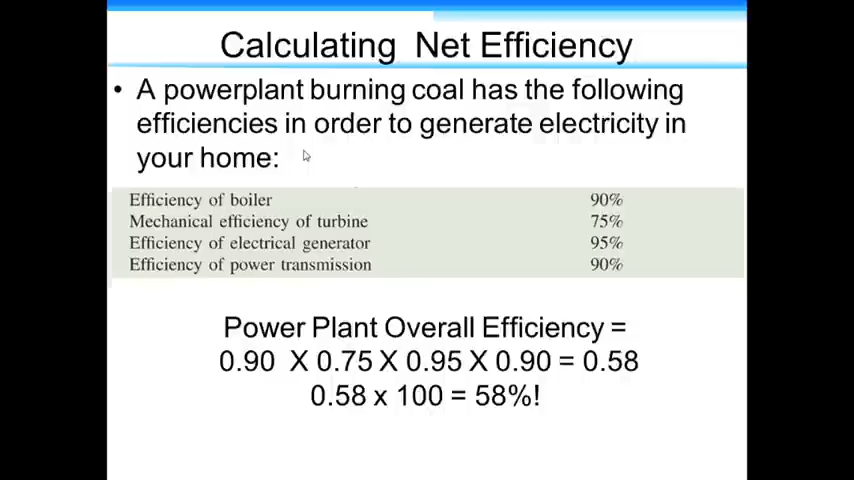 Calculating Net Efficiency
• A powerplant burning coal has the following
efficiencies in order to generate electricity in
your home:
Efficiency of boiler 90%
Mechanical efficiency of turbine 75%
Efficiency of electrical generator 95%
Efficiency of power transmission 90%
Power Plant Overall Efficiency =
0.90 X 0.75 X 0.95 X 0.90 = 0.58
0.58 x 100 = 58%!